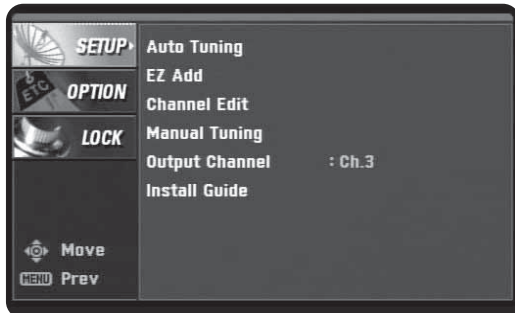 SETUP
OPTION
ETC
LOCK
Auto Tuning
EZ Add
Channel Edit
Manual Tuning
Output Channel : Ch.3
Install Guide
Move
MENU Prev